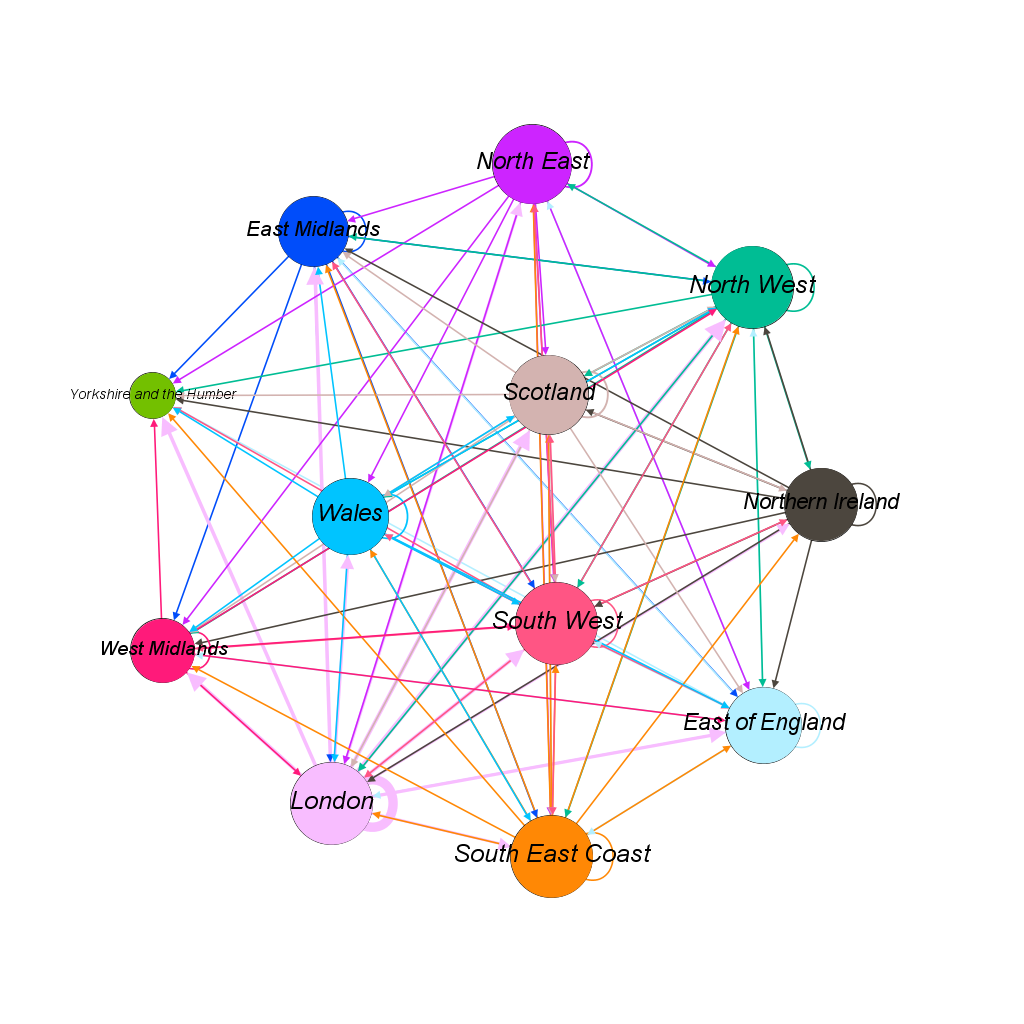 North East
East Midlands
North West
Scotland
Yorkshire and the Humber
Northern Ireland
Wales
South West
West Midlands
East of England
London
South East Coast